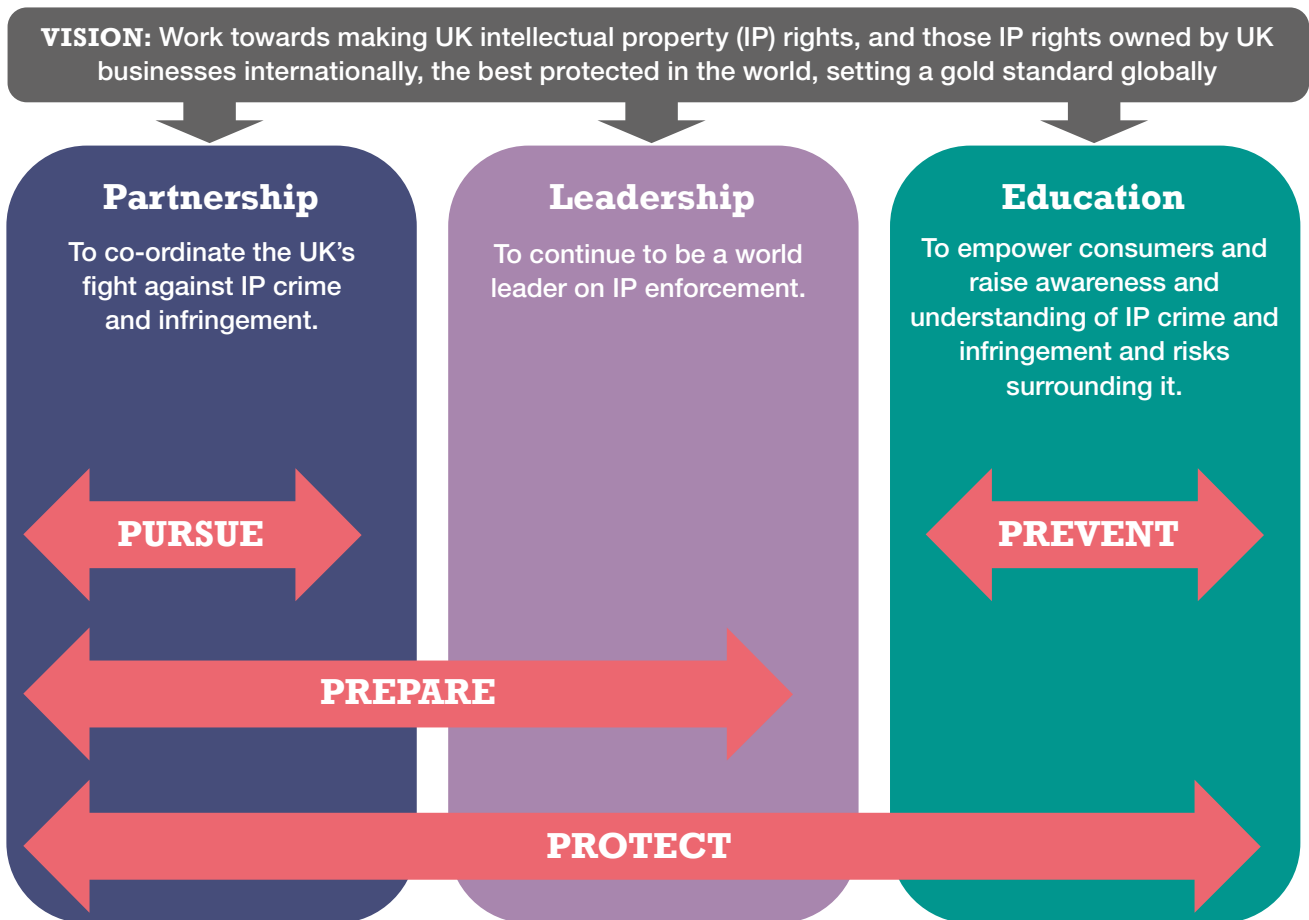 VISION: Work towards making UK intellectual property (IP) rights, and those IP rights owned by UK
businesses internationally, the best protected in the world, setting a gold standard globally
Partnership
To co-ordinate the UK’s
fight against IP crime
and infringement.
Leadership
To continue to be a world
leader on IP enforcement.
Education
To empower consumers and
raise awareness and
understanding of IP crime and
infringement and risks
surrounding it.
PURSUE
PREVENT
PREPARE
PROTECT